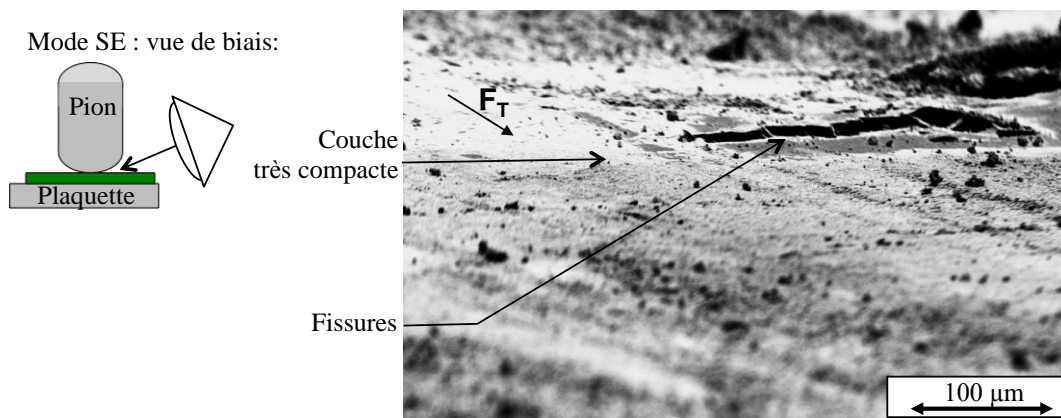 Mode SE : vue de biais:
Pion
Plaquette
F_T
Couche
très compacte
Fissures
100 µm